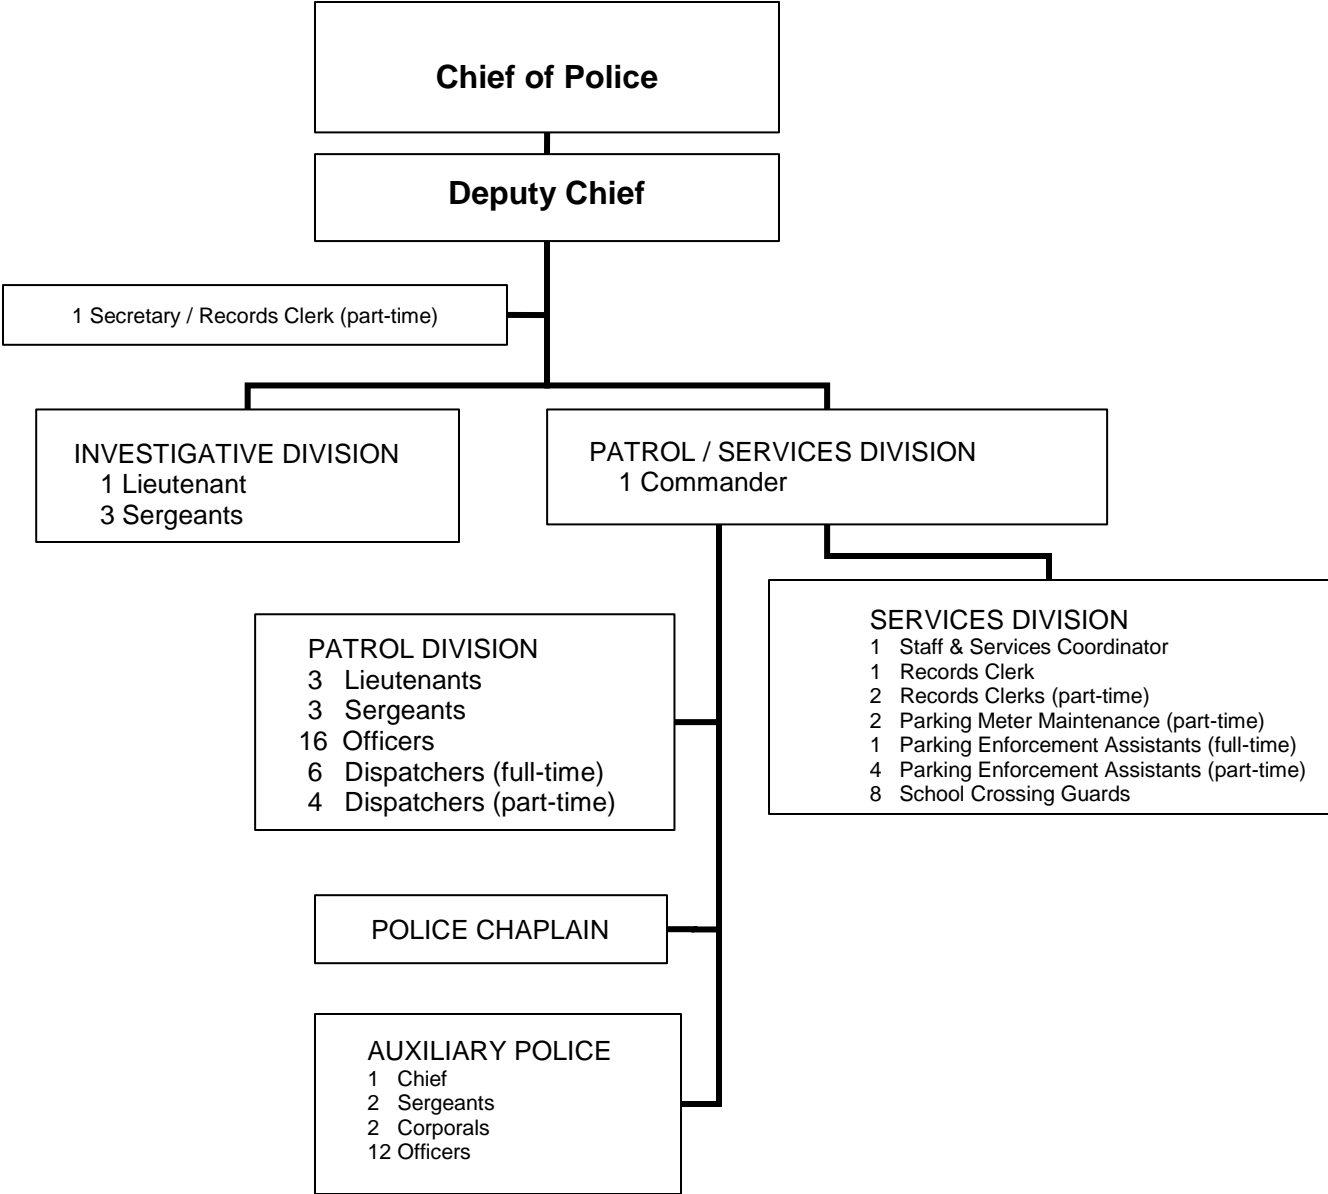 Chief of Police
Deputy Chief
1 Secretary / Records Clerk (part-time)
INVESTIGATIVE DIVISION
1 Lieutenant
3 Sergeants
PATROL / SERVICES DIVISION
1 Commander
PATROL DIVISION
3 Lieutenants
3 Sergeants
16 Officers
6 Dispatchers (full-time)
4 Dispatchers (part-time)
SERVICES DIVISION
1 Staff & Services Coordinator
1 Records Clerk
2 Records Clerks (part-time)
2 Parking Meter Maintenance (part-time)
1 Parking Enforcement Assistants (full-time)
4 Parking Enforcement Assistants (part-time)
8 School Crossing Guards
POLICE CHAPLAIN
AUXILIARY POLICE
1 Chief
2 Sergeants
2 Corporals
12 Officers